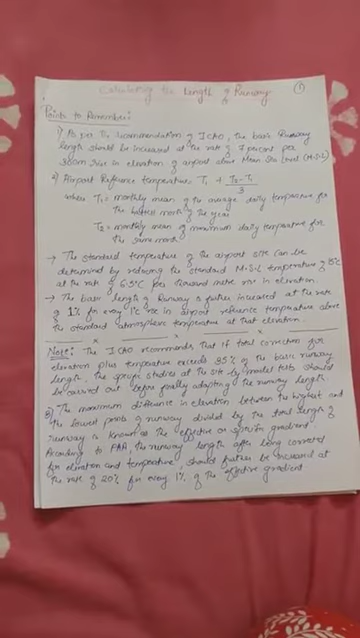 Calculating the Length of Runway
1
Points to Remember:
1) As per the recommendation of ICAO, the basic Runway
length should be increased at the rate of 7 percent per
300m rise in elevation of airport above Mean Sea Level (M.S.L)
2) Airport Reference temperature = T1 + T2-T1/3
where T1 = monthly mean of the average daily temperature for
the hottest month of the year
T2 = monthly mean of maximum daily temperature for
the same month
→ The standard temperature of the airport site can be
determined by reducing the standard M.S.L temperature of 15°C
at the rate of 6.5°C per thousand metre rise in elevation.
→ The basic length of Runway is further increased at the rate
of 1% for every 1°C rise in airport reference temperature above
the standard atmospheric temperature at that elevation.
x x x
Note: The ICAO recommends that if total correction for
elevation plus temperature exceeds 35% of the basic runway
length, the specific studies at the site by model tests should
be carried out before finally adapting the runway length.
3) The maximum difference in elevation between the highest and
the lowest points of runway divided by the total length of
runway is known as the effective or gradient
According to FAA, the runway length after being corrected
for elevation and temperature should further be increased at
the rate of 20% for every 1% of the effective gradient